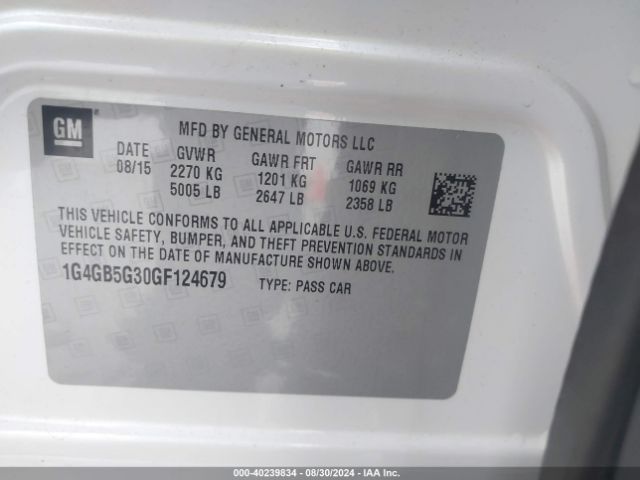 GM
MFD BY GENERAL MOTORS LLC
DATE GVWR GAWR FRT GAWR RR
08/15 2270 KG 1201 KG 1069 KG
5005 LB 2647 LB 2358 LB
THIS VEHICLE CONFORMS TO ALL APPLICABLE U.S. FEDERAL MOTOR
VEHICLE SAFETY, BUMPER, AND THEFT PREVENTION STANDARDS
IN EFFECT ON THE DATE OF MANUFACTURE SHOWN ABOVE.
1G4GB5G30GF124679 TYPE: PASS CAR
000-40239834 - 08/30/2024 - IAA Inc.